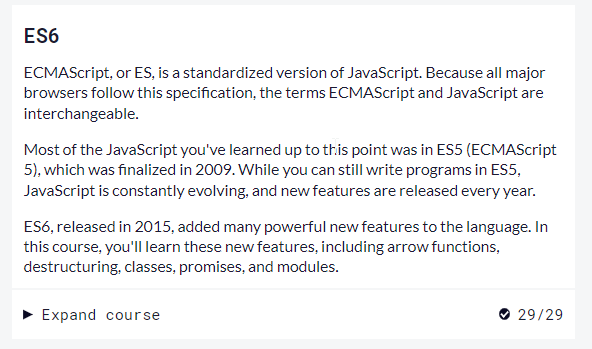 ES6
ECMAScript, or ES, is a standardized version of JavaScript. Because all major
browsers follow this specification, the terms ECMAScript and JavaScript are
interchangeable.
Most of the JavaScript you've learned up to this point was in ES5 (ECMAScript
5), which was finalized in 2009. While you can still write programs in ES5,
JavaScript is constantly evolving, and new features are released every year.
ES6, released in 2015, added many powerful new features to the language. In
this course, you'll learn these new features, including arrow functions,
destructuring, classes, promises, and modules.
Expand course 29/29